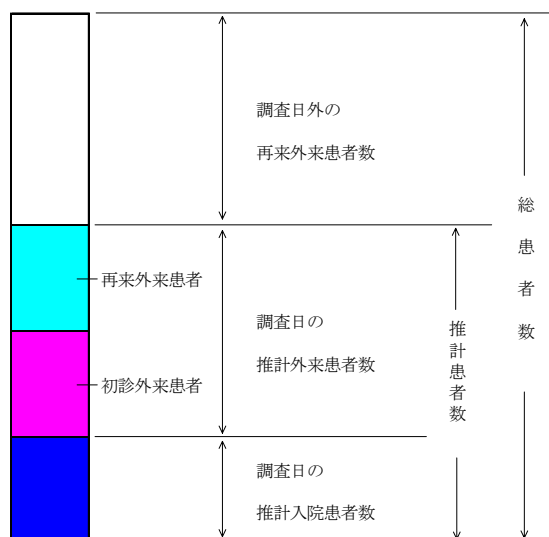 調査日外の
再来外来患者数
再来外来患者
調査日の
推計外来患者数
初診外来患者
調査日の
推計入院患者数
推計患者数
総患者数